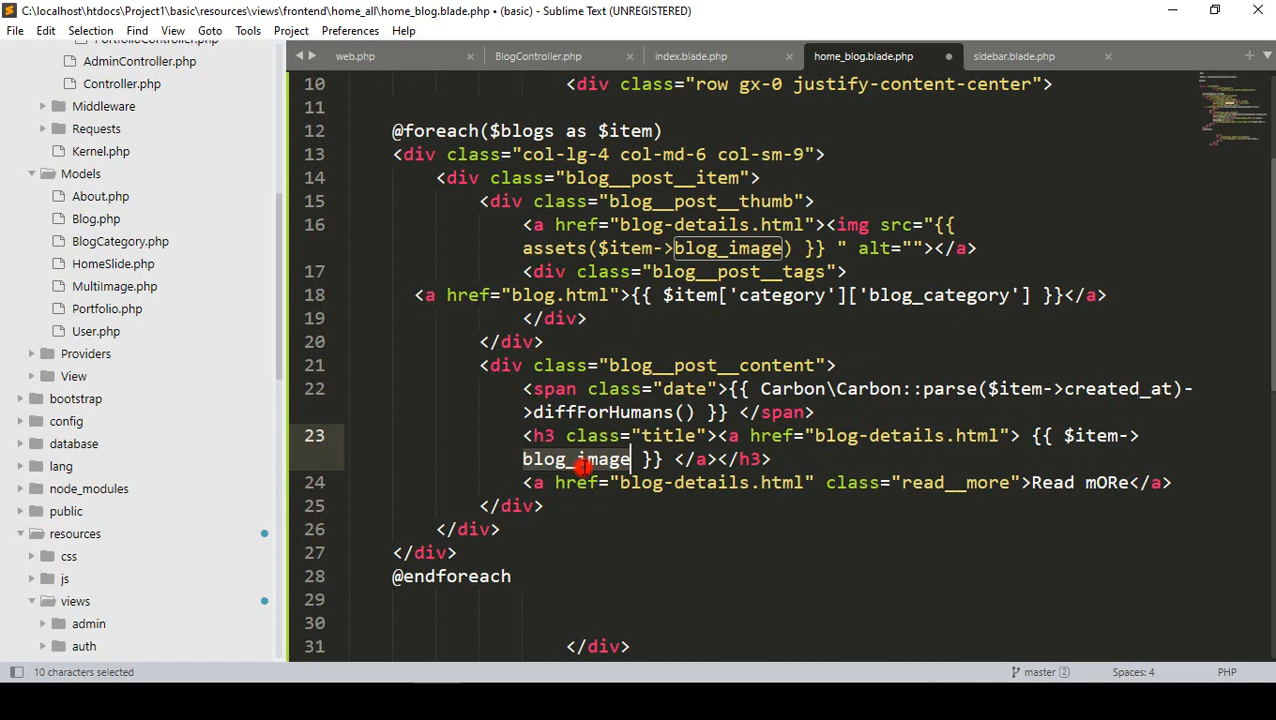 C:\localhost\htdocs\Project1\basic\resources\views\frontend\home_all\home_blog.blade.php • (basic) - Sublime Text (UNREGISTERED)
File Edit Selection Find View Goto Tools Project Preferences Help
PortfolioController.php
AdminController.php
Controller.php
Middleware
Requests
Kernel.php
Models
About.php
Blog.php
BlogCategory.php
HomeSlide.php
MultiImage.php
Portfolio.php
User.php
Providers
View
bootstrap
config
database
lang
node_modules
public
resources
css
js
views
admin
auth
web.php BlogController.php index.blade.php home_blog.blade.php sidebar.blade.php
10 <div class="row gx-0 justify-content-center">
11
12 @foreach($blogs as $item)
13 <div class="col-lg-4 col-md-6 col-sm-9">
14 <div class="blog__post__item">
15 <div class="blog__post__thumb">
16 <a href="blog-details.html"><img src="{{
assets($item->blog_image) }} " alt=""></a>
17 <div class="blog__post__tags">
18 <a href="blog.html">{{ $item['category']['blog_category'] }}</a>
19 </div>
20 </div>
21 <div class="blog__post__content">
22 <span class="date">{{ Carbon\Carbon::parse($item->created_at)-
>diffForHumans() }} </span>
23 <h3 class="title"><a href="blog-details.html"> {{ $item->
blog_image }} </a></h3>
24 <a href="blog-details.html" class="read__more">Read mORe</a>
25 </div>
26 </div>
27 </div>
28 @endforeach
29
30
31 </div>
10 characters selected master 2 Spaces: 4 PHP